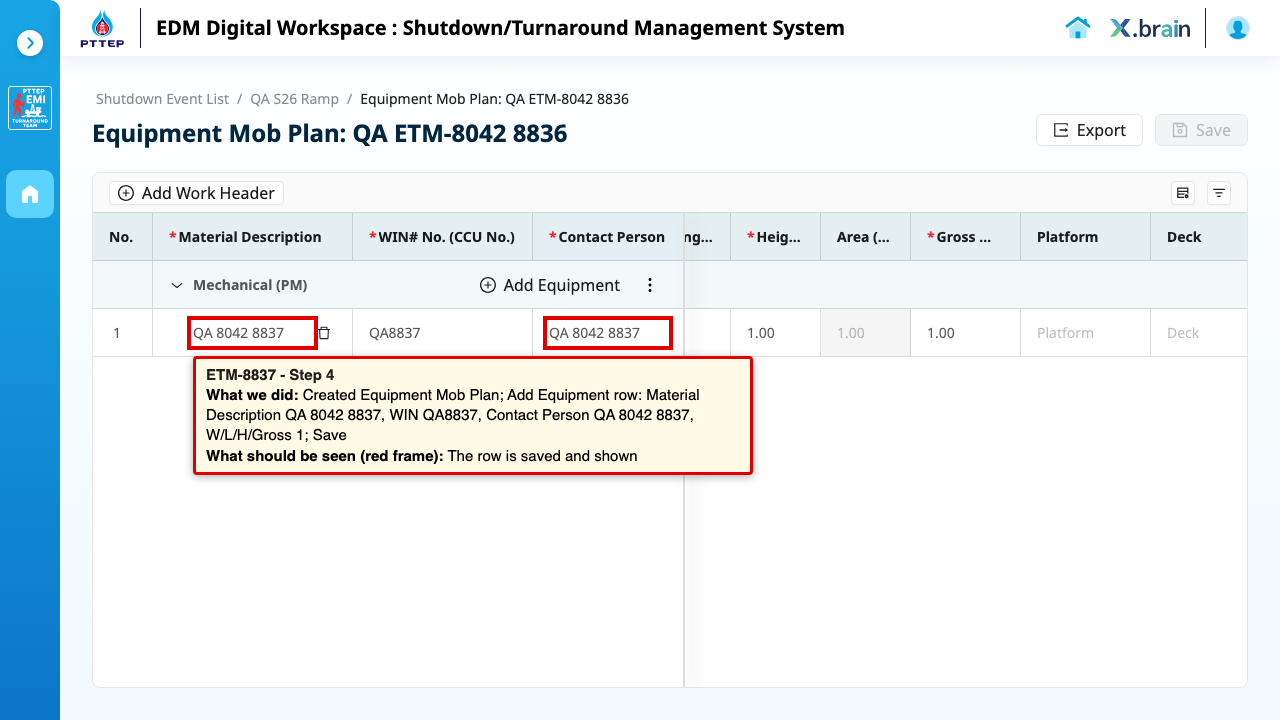 PTTEP
EDM Digital Workspace : Shutdown/Turnaround Management System
X.brain
PTTEP
EMI
TURNAROUND
TEAM
Shutdown Event List / QA S26 Ramp / Equipment Mob Plan: QA ETM-8042 8836
Equipment Mob Plan: QA ETM-8042 8836
Export
Save
Add Work Header
No. *Material Description *WIN# No. (CCU No.) *Contact Person ng... *Heig... Area (... *Gross ... Platform Deck
Mechanical (PM) Add Equipment
1 QA 8042 8837 QA8837 QA 8042 8837 1.00 1.00 1.00 Platform Deck
ETM-8837 - Step 4
What we did: Created Equipment Mob Plan; Add Equipment row: Material
Description QA 8042 8837, WIN QA8837, Contact Person QA 8042 8837,
W/L/H/Gross 1; Save
What should be seen (red frame): The row is saved and shown